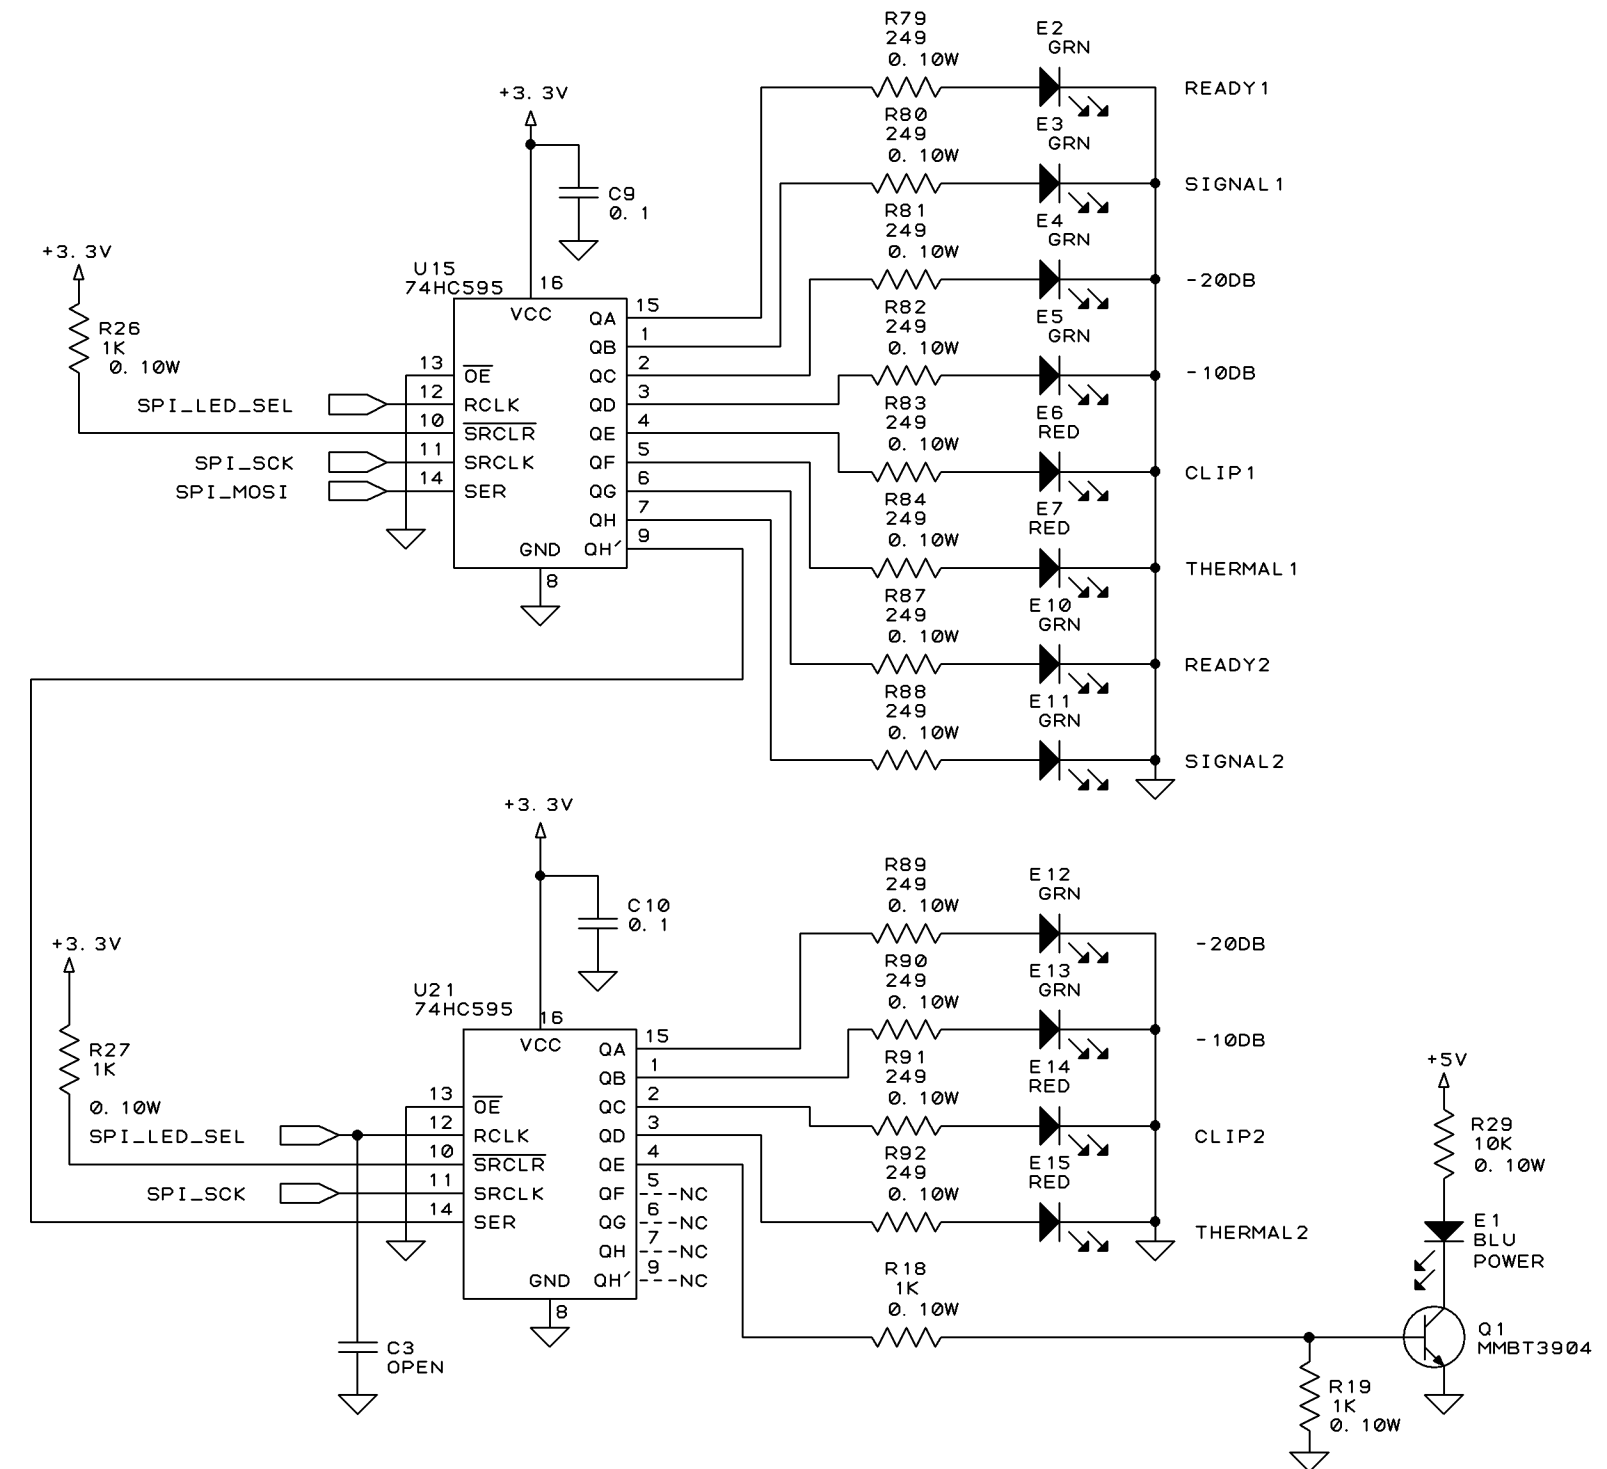 R79
249
0.10W
E2
GRN
READY1
+3.3V
R80
249
0.10W
E3
GRN
SIGNAL1
C9
0.1
R81
249
0.10W
E4
GRN
-20DB
+3.3V
R26
1K
0.10W
U15
74HC595
16
VCC
R82
249
0.10W
E5
GRN
-10DB
13
OE
12
RCLK
10
SRCLR
11
SRCLK
14
SER
SPI_LED_SEL
SPI_SCK
SPI_MOSI
QA
15
QB
1
QC
2
QD
3
QE
4
QF
5
QG
6
QH
7
QH′
9
GND
8
R83
249
0.10W
E6
RED
CLIP1
R84
249
0.10W
E7
RED
THERMAL1
R87
249
0.10W
E10
GRN
READY2
R88
249
0.10W
E11
GRN
SIGNAL2
+3.3V
C10
0.1
R89
249
0.10W
E12
GRN
-20DB
+3.3V
R27
1K
0.10W
U21
74HC595
16
VCC
R90
249
0.10W
E13
GRN
-10DB
13
OE
12
RCLK
10
SRCLR
11
SRCLK
14
SER
SPI_LED_SEL
SPI_SCK
QA
15
QB
1
QC
2
QD
3
QE
4
QF
5
NC
QG
6
NC
QH
7
NC
QH′
9
NC
GND
8
R91
249
0.10W
E14
RED
CLIP2
R92
249
0.10W
E15
RED
THERMAL2
C3
OPEN
R18
1K
0.10W
+5V
R29
10K
0.10W
E1
BLU
POWER
Q1
MMBT3904
R19
1K
0.10W